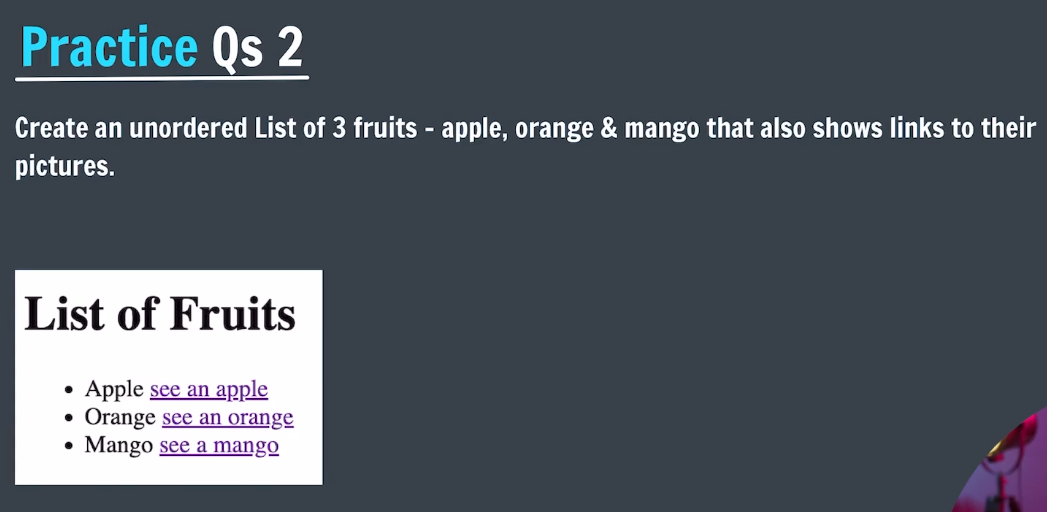 Practice Qs 2
Create an unordered List of 3 fruits - apple, orange & mango that also shows links to their
pictures.
List of Fruits
• Apple see an apple
• Orange see an orange
• Mango see a mango